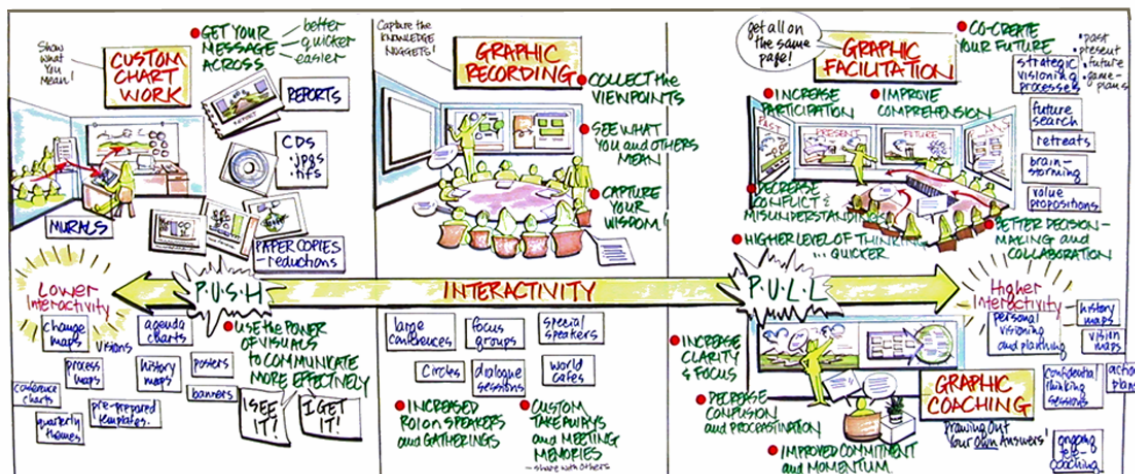 Show
what
You
Mean!
CUSTOM
CHART
WORK
GET YOUR
MESSAGE
ACROSS
better
quicker
easier
REPORTS
REPORT
CDs
.jpgs
.tifs
MURALS
PAPER COPIES
-reductions
Capture the
KNOWLEDGE
NUGGETS!
GRAPHIC
RECORDING
COLLECT the
VIEWPOINTS
SEE WHAT
YOU and OTHERS
MEAN
CAPTURE
YOUR
WISDOM!
get all on
the same
page!
GRAPHIC
FACILITATION
CO-CREATE
YOUR FUTURE
• past
• present
• future
• game-
plans
strategic
visioning
processes
future
search
retreats
brain-
storming
value
propositions
INCREASE
PARTICIPATION
IMPROVE
COMPREHENSION
PAST
PRESENT
FUTURE
DECREASE
CONFLICT &
MISUNDERSTANDINGS
HIGHER LEVEL OF THINKING
... QUICKER
BETTER DECISION-
MAKING and
COLLABORATION
Lower
Interactivity
P·U·S·H
INTERACTIVITY
P·U·L·L
Higher
Interactivity
change
maps
visions
agenda
charts
process
maps
history
maps
posters
banners
conference
charts
pre-prepared
templates.
quarterly
themes
USE the POWER
OF VISUALS
to COMMUNICATE
MORE EFFECTIVELY
I SEE
IT!
I GET
IT!
large
conferences
focus
groups
special
speakers
Circles
dialogue
sessions
world
cafes
INCREASED
ROI ON SPEAKERS
and GATHERINGS
CUSTOM
TAKEAWAYS
and MEETING
MEMORIES
- share with others
INCREASE
CLARITY
& FOCUS
DECREASE
CONFUSION and
PROCRASTINATION
IMPROVED COMMITMENT
and MOMENTUM
GRAPHIC
COACHING
Drawing Out
Your own Answers!
personal
visioning
and planning
history
maps
vision
maps
confidential
thinking
sessions
action
plans
ongoing
tele-
coaching